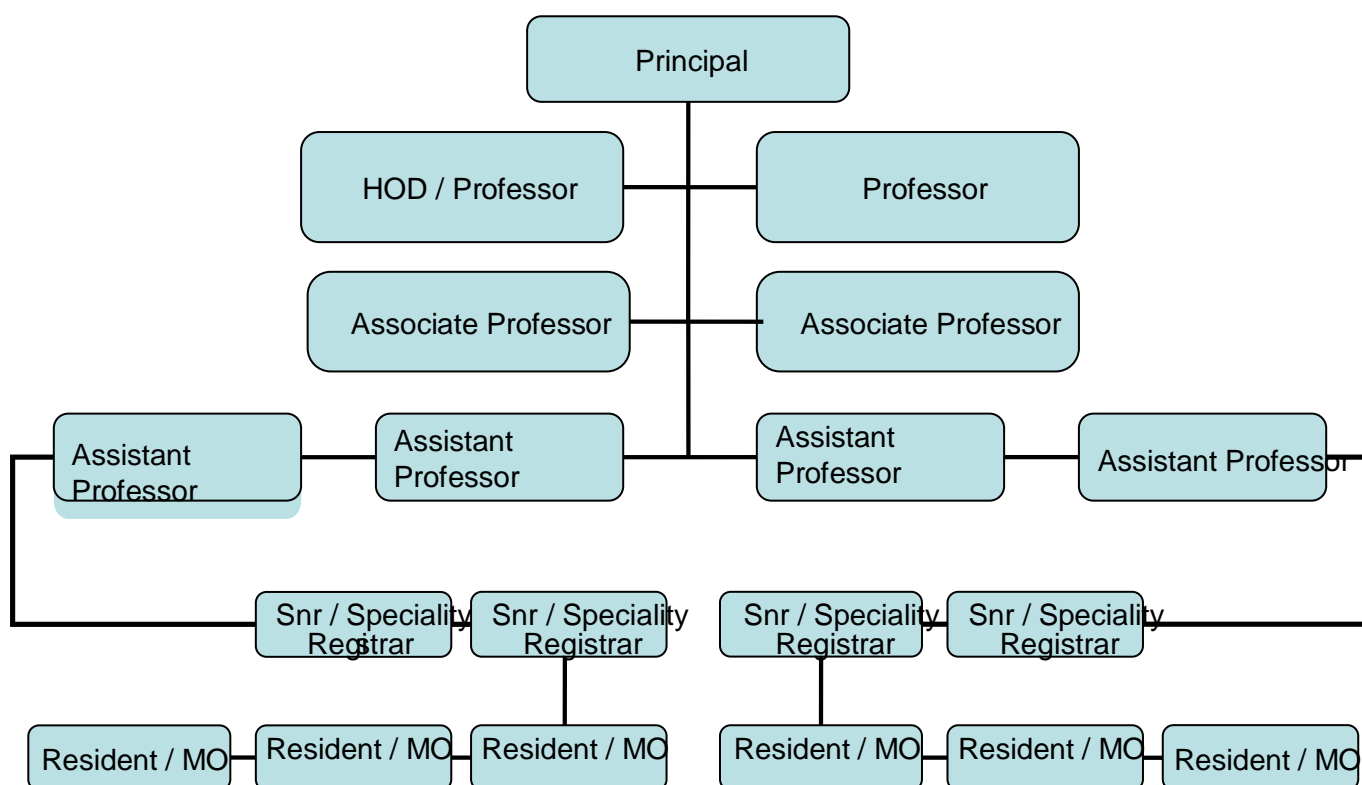 Principal
HOD / Professor
Professor
Associate Professor
Associate Professor
Assistant
Professor
Assistant
Professor
Assistant
Professor
Assistant Professor
Snr / Speciality
Registrar
s
Snr / Speciality
Registrar
Snr / Speciality
Registrar
Snr / Speciality
Registrar
Resident / MO
Resident / MO
Resident / MO
Resident / MO
Resident / MO
Resident / MO